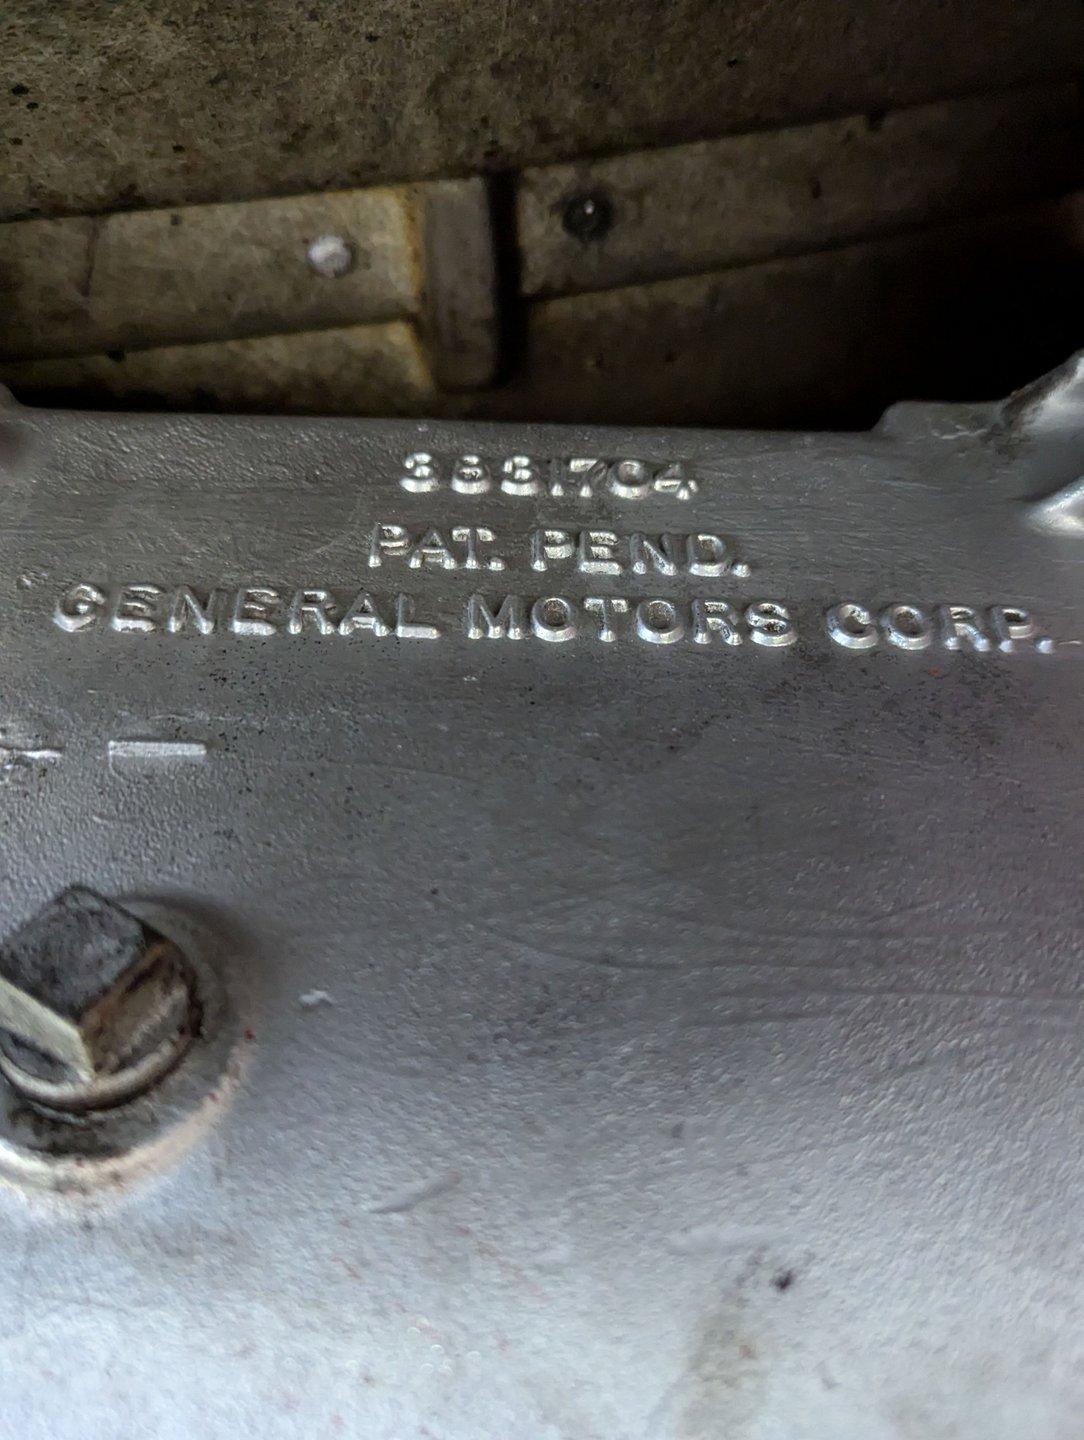 3831704
PAT. PEND.
GENERAL MOTORS CORP.